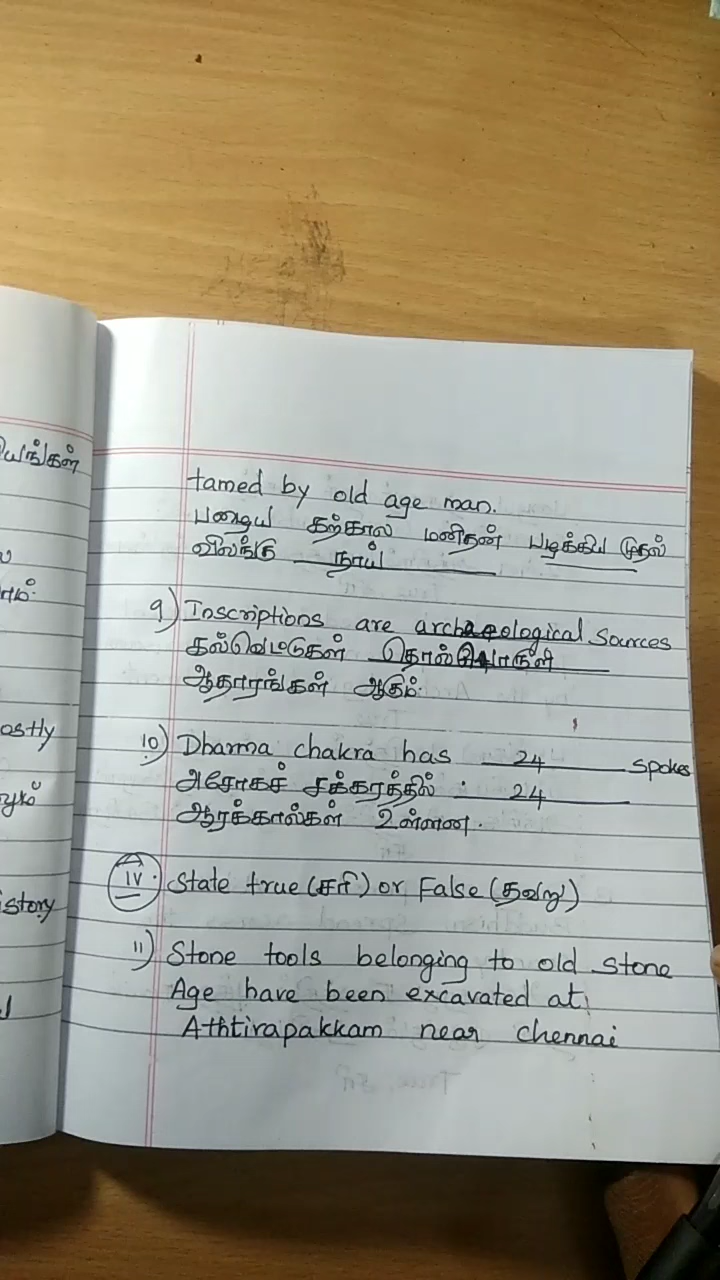 tamed by old age man.
பழைய கற்கால மனிதன் பழக்கிய முதல்
விலங்கு நாய்
9) Inscriptions are archaeological Sources
கல்வெட்டுகள் தொல்பொருள்
ஆதாரங்கள் ஆகும்.
10) Dharma chakra has 24 spokes
அசோகச் சக்கரத்தில் 24
ஆரக்கால்கள் உள்ளன.
IV. State true (சரி) or False (தவறு)
11) Stone tools belonging to old stone
Age have been excavated at
Athtirapakkam near chennai
ostly
istory